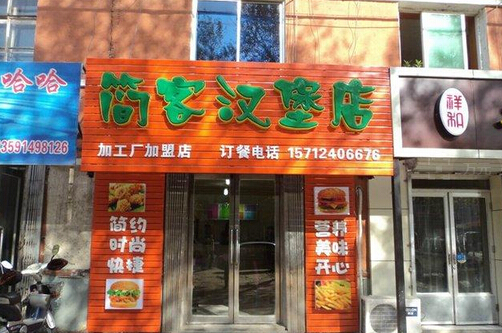 哈哈
3591498126
简客汉堡店
加工厂加盟店 订餐电话 15712406676
简约
时尚
快捷
营养
美味
开心
祥和